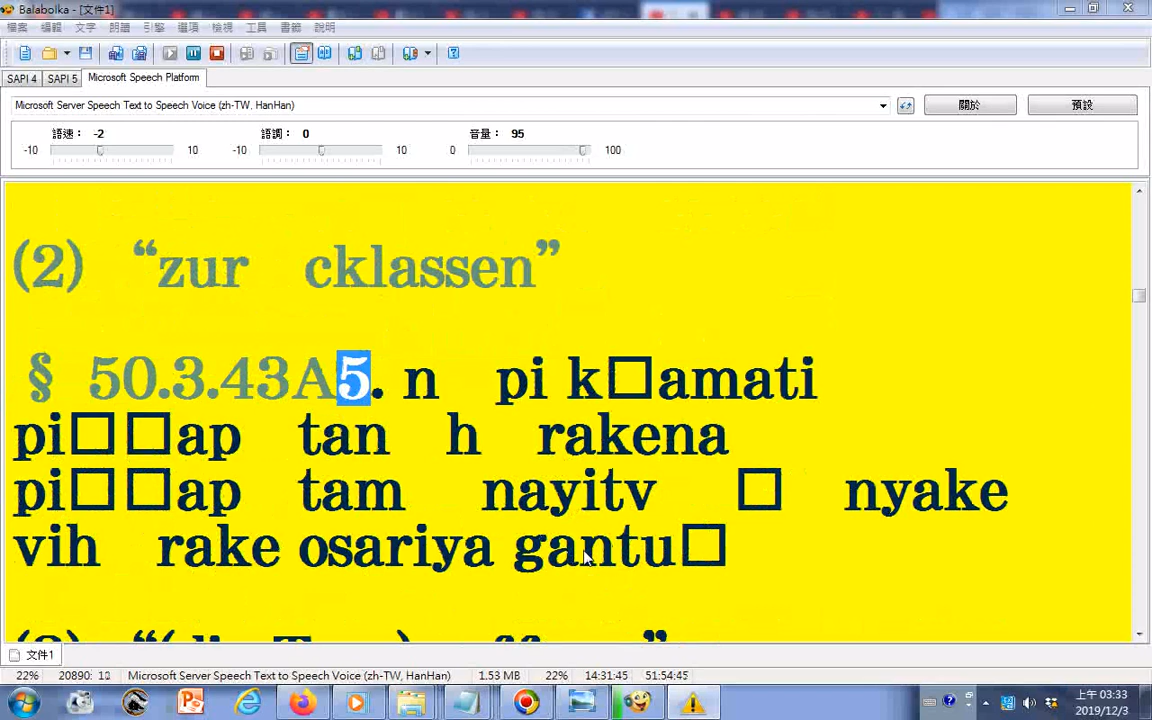 Balabolka - [文件1]
檔案 編輯 文字 朗讀 引擎 選項 檢視 工具 書籤 說明
SAPI 4 SAPI 5 Microsoft Speech Platform
Microsoft Server Speech Text to Speech Voice (zh-TW, HanHan) 關於 預設
語速： -2 語調： 0 音量： 95
-10 10 -10 10 0 100
(2) “zur cklassen”
§ 50.3.43A5. n pi k□amati
pi□□ap tan h rakena
pi□□ap tam nayitv □ nyake
vih rake osariya gantu□
文件1
22% 20890: 12 Microsoft Server Speech Text to Speech Voice (zh-TW, HanHan) 1.53 MB 22% 14:31:45 51:54:45
上午 03:33
2019/12/3